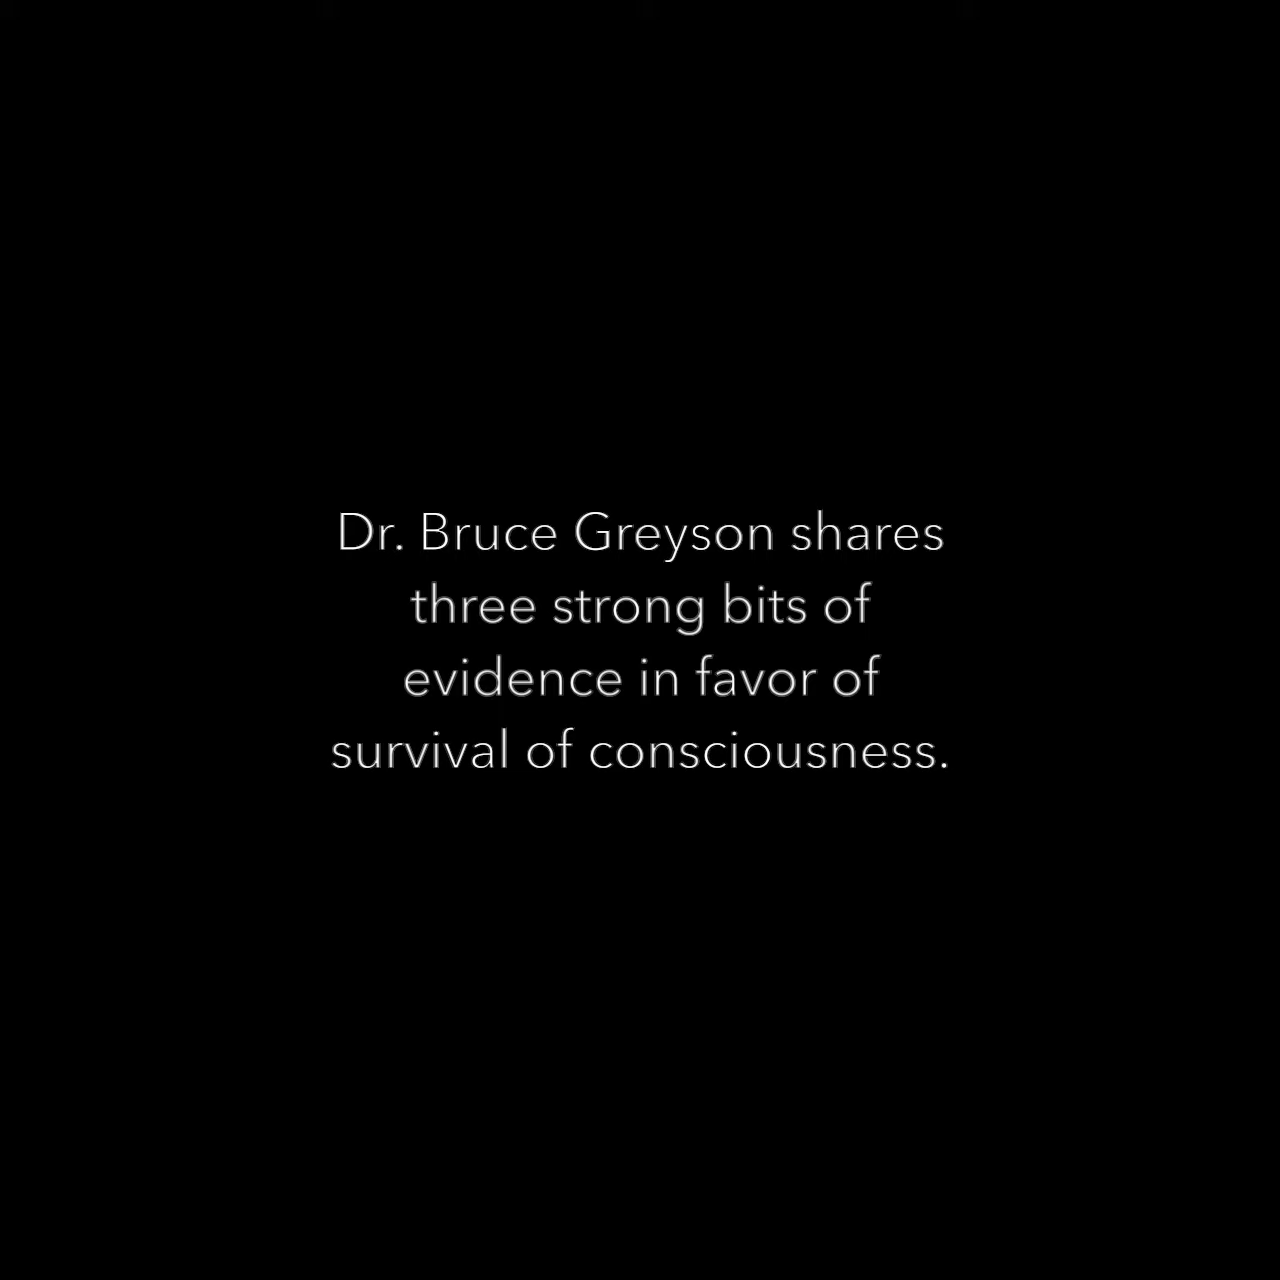 Dr. Bruce Greyson shares
three strong bits of
evidence in favor of
survival of consciousness.